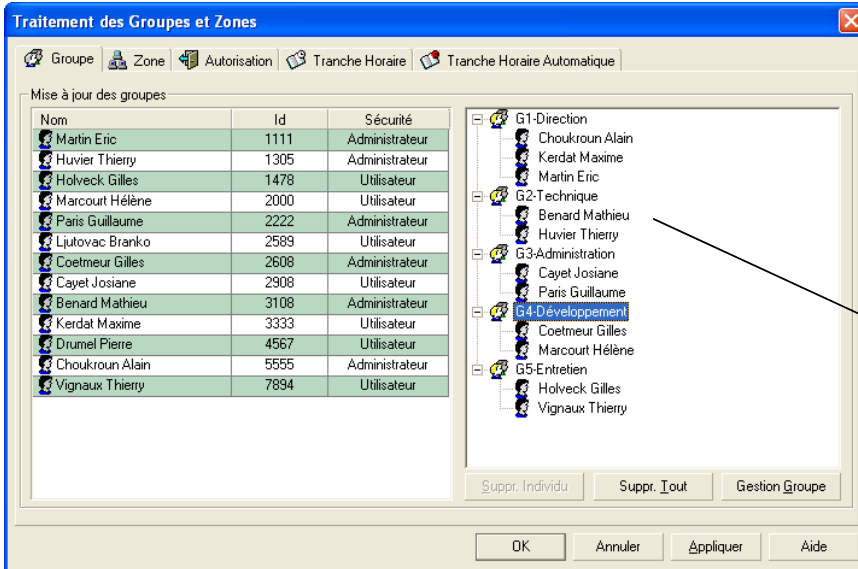 Traitement des Groupes et Zones
Groupe Zone Autorisation Tranche Horaire Tranche Horaire Automatique
Mise à jour des groupes
Nom Id Sécurité
Martin Eric 1111 Administrateur
Huvier Thierry 1305 Administrateur
Holveck Gilles 1478 Utilisateur
Marcourt Hélène 2000 Utilisateur
Paris Guillaume 2222 Administrateur
Ljutovac Branko 2589 Utilisateur
Coetmeur Gilles 2608 Administrateur
Cayet Josiane 2908 Utilisateur
Benard Mathieu 3108 Administrateur
Kerdat Maxime 3333 Utilisateur
Drumel Pierre 4567 Utilisateur
Choukroun Alain 5555 Administrateur
Vignaux Thierry 7894 Utilisateur
G1-Direction
Choukroun Alain
Kerdat Maxime
Martin Eric
G2-Technique
Benard Mathieu
Huvier Thierry
G3-Administration
Cayet Josiane
Paris Guillaume
G4-Développement
Coetmeur Gilles
Marcourt Hélène
G5-Entretien
Holveck Gilles
Vignaux Thierry
Suppr. Individu Suppr. Tout Gestion Groupe
OK Annuler Appliquer Aide